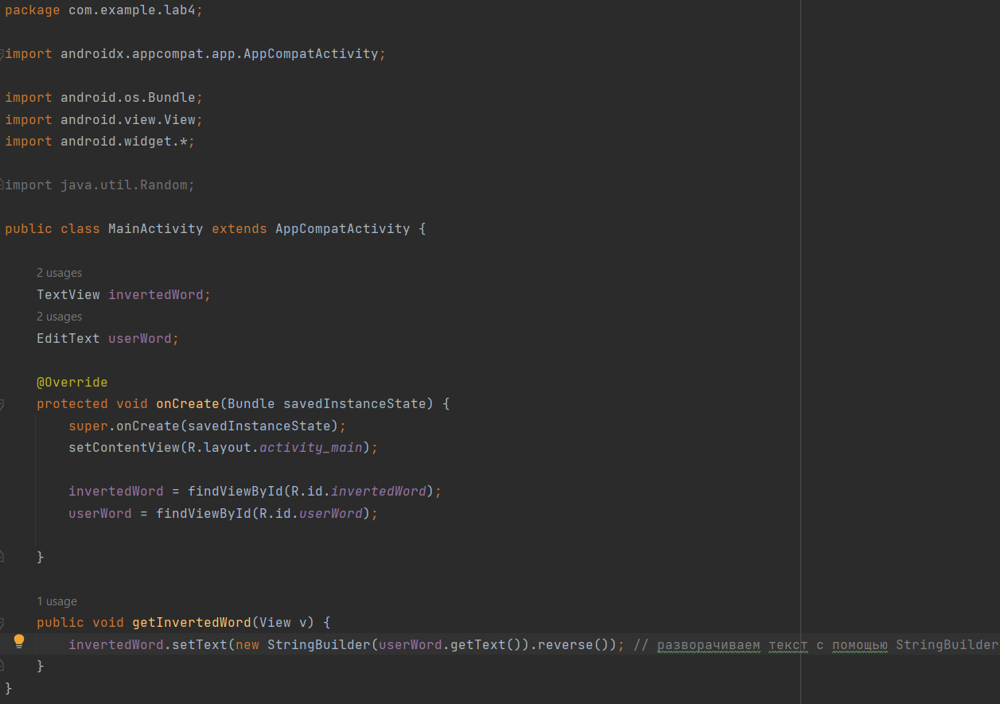 package com.example.lab4;
import androidx.appcompat.app.AppCompatActivity;
import android.os.Bundle;
import android.view.View;
import android.widget.*;
import java.util.Random;
public class MainActivity extends AppCompatActivity {
2 usages
TextView invertedWord;
2 usages
EditText userWord;
@Override
protected void onCreate(Bundle savedInstanceState) {
super.onCreate(savedInstanceState);
setContentView(R.layout.activity_main);
invertedWord = findViewById(R.id.invertedWord);
userWord = findViewById(R.id.userWord);
}
1 usage
public void getInvertedWord(View v) {
invertedWord.setText(new StringBuilder(userWord.getText()).reverse()); // разворачиваем текст с помощью StringBuilder
}
}